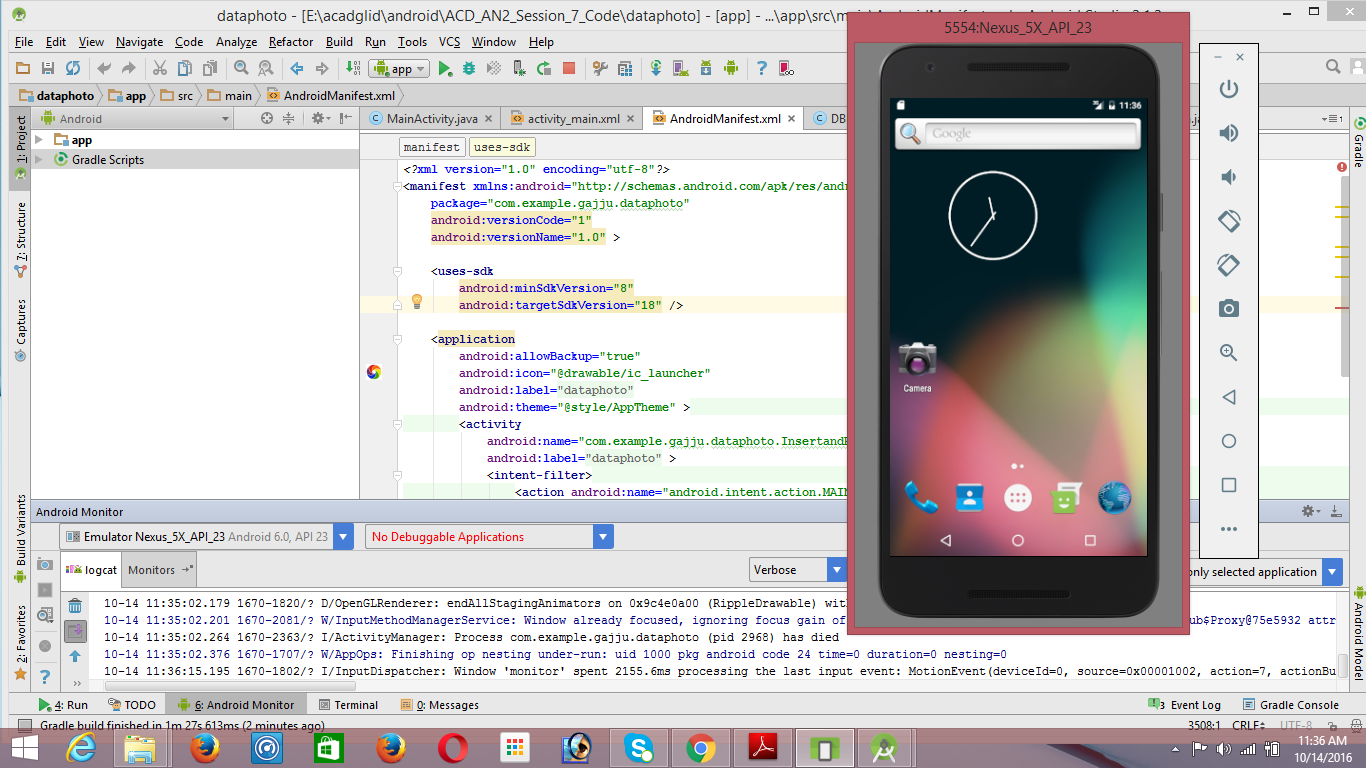 dataphoto - [E:\acadglid\android\ACD_AN2_Session_7_Code\dataphoto] - [app] - ...\app\src\
5554:Nexus_5X_API_23
File Edit View Navigate Code Analyze Refactor Build Run Tools VCS Window Help
app
dataphoto app src main AndroidManifest.xml
Android
MainActivity.java activity_main.xml AndroidManifest.xml DB
1: Project
7: Structure
Captures
Build Variants
2: Favorites
app
Gradle Scripts
manifest uses-sdk
<?xml version="1.0" encoding="utf-8"?>
<manifest xmlns:android="http://schemas.android.com/apk/res/and
package="com.example.gajju.dataphoto"
android:versionCode="1"
android:versionName="1.0" >
<uses-sdk
android:minSdkVersion="8"
android:targetSdkVersion="18" />
<application
android:allowBackup="true"
android:icon="@drawable/ic_launcher"
android:label="dataphoto"
android:theme="@style/AppTheme" >
<activity
android:name="com.example.gajju.dataphoto.Insertand
android:label="dataphoto" >
<intent-filter>
<action android:name="android.intent.action.MAIN
11:36
Google
Camera
Gradle
Android Model
Android Monitor
Emulator Nexus_5X_API_23 Android 6.0, API 23 No Debuggable Applications
logcat Monitors Verbose only selected application
10-14 11:35:02.179 1670-1820/? D/OpenGLRenderer: endAllStagingAnimators on 0x9c4e0a00 (RippleDrawable) wit
10-14 11:35:02.201 1670-2081/? W/InputMethodManagerService: Window already focused, ignoring focus gain of ub$Proxy@75e5932 attr
10-14 11:35:02.264 1670-2363/? I/ActivityManager: Process com.example.gajju.dataphoto (pid 2968) has died
10-14 11:35:02.376 1670-1707/? W/AppOps: Finishing op nesting under-run: uid 1000 pkg android code 24 time=0 duration=0 nesting=0
10-14 11:36:15.195 1670-1872/? I/InputDispatcher: Window 'monitor' spent 2155.6ms processing the last input event: MotionEvent(deviceId=0, source=0x00001002, action=7, actionBu
4: Run TODO 6: Android Monitor Terminal 0: Messages 3 Event Log Gradle Console
Gradle build finished in 1m 27s 613ms (2 minutes ago) 3508:1 CRLF UTF-8
11:36 AM
10/14/2016